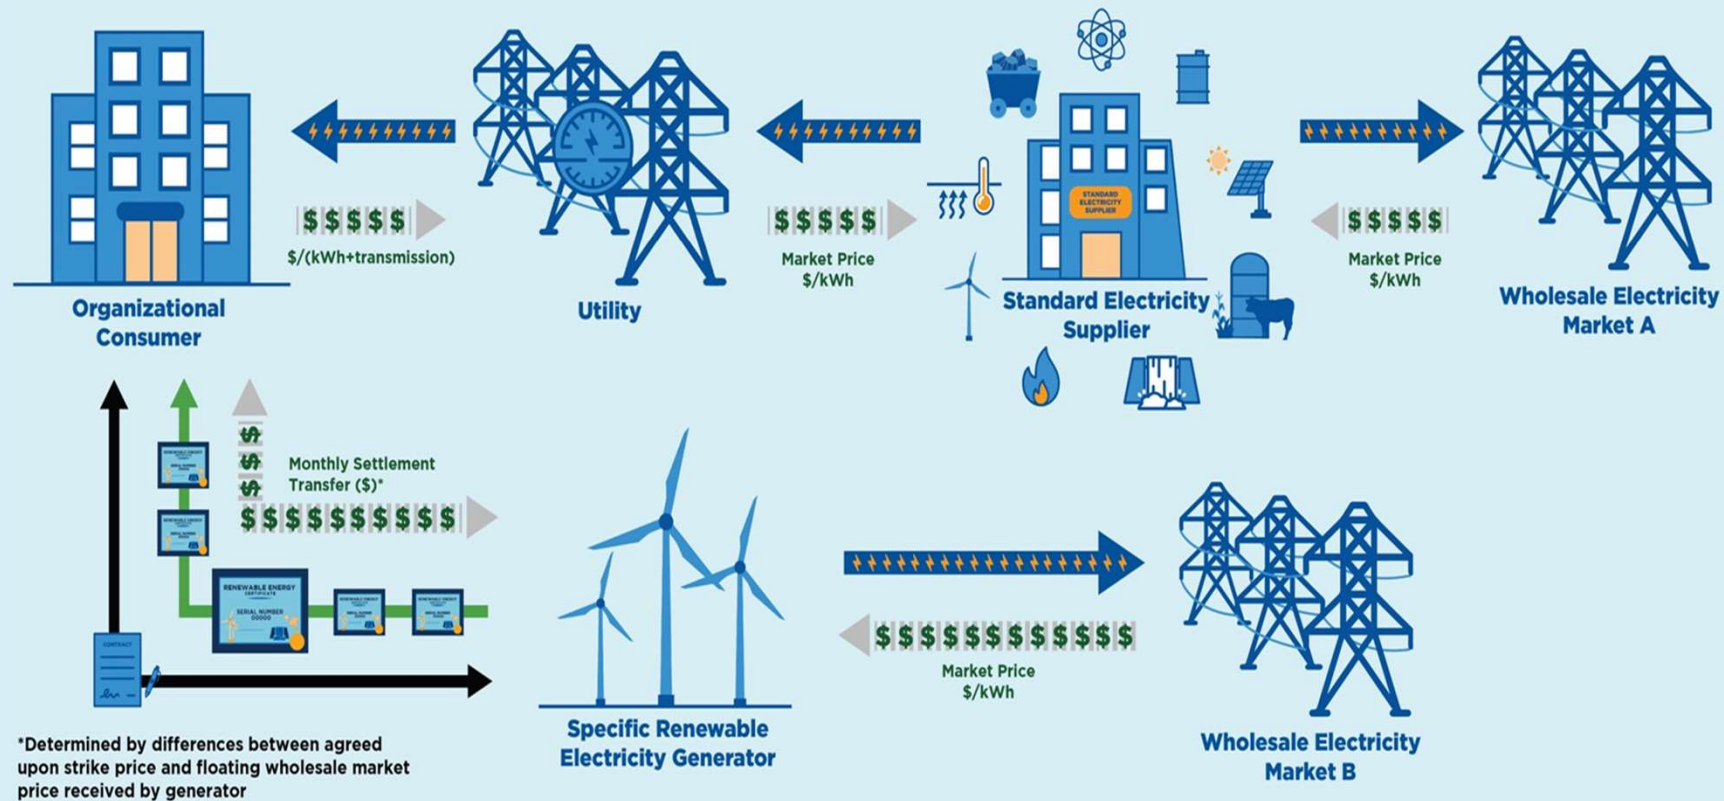 STANDARD
ELECTRICITY
SUPPLIER
$ $ $ $ $
$/(kWh+transmission)
$ $ $ $ $
Market Price
$/kWh
$ $ $ $ $
Market Price
$/kWh
Organizational
Consumer
Utility
Standard Electricity
Supplier
Wholesale Electricity
Market A
$ $ $
Monthly Settlement
Transfer ($)*
$ $ $ $ $ $ $ $ $ $
RENEWABLE ENERGY
CERTIFICATE
SERIAL NUMBER
00000
CONTRACT
$ $ $ $ $ $ $ $ $ $ $ $
Market Price
$/kWh
Specific Renewable
Electricity Generator
Wholesale Electricity
Market B
*Determined by differences between agreed
upon strike price and floating wholesale market
price received by generator